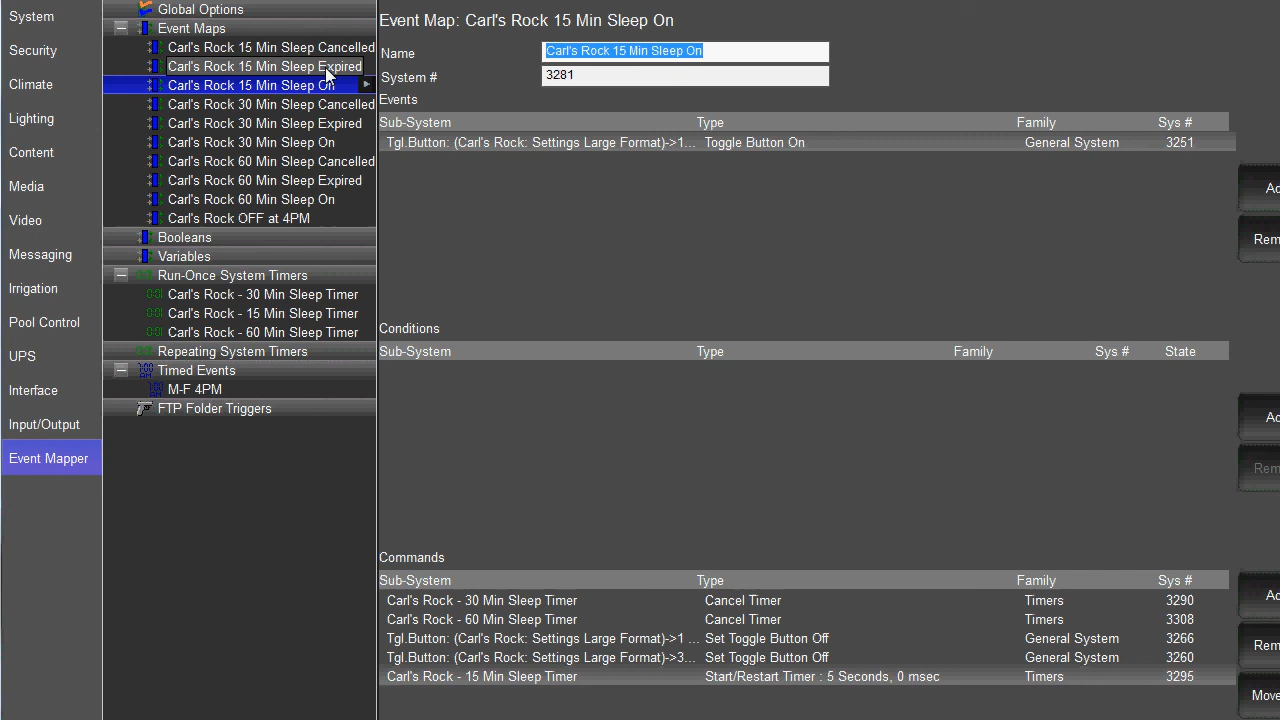 System
Security
Climate
Lighting
Content
Media
Video
Messaging
Irrigation
Pool Control
UPS
Interface
Input/Output
Event Mapper
Global Options
Event Maps
Carl's Rock 15 Min Sleep Cancelled
Carl's Rock 15 Min Sleep Expired
Carl's Rock 15 Min Sleep On
Carl's Rock 30 Min Sleep Cancelled
Carl's Rock 30 Min Sleep Expired
Carl's Rock 30 Min Sleep On
Carl's Rock 60 Min Sleep Cancelled
Carl's Rock 60 Min Sleep Expired
Carl's Rock 60 Min Sleep On
Carl's Rock OFF at 4PM
Booleans
Variables
Run-Once System Timers
Carl's Rock - 30 Min Sleep Timer
Carl's Rock - 15 Min Sleep Timer
Carl's Rock - 60 Min Sleep Timer
Repeating System Timers
Timed Events
M-F 4PM
FTP Folder Triggers
Event Map: Carl's Rock 15 Min Sleep On
Name Carl's Rock 15 Min Sleep On
System # 3281
Events
Sub-System Type Family Sys #
Tgl.Button: (Carl's Rock: Settings Large Format)->1... Toggle Button On General System 3251
Ad
Rem
Conditions
Sub-System Type Family Sys # State
Ad
Rem
Commands
Sub-System Type Family Sys #
Carl's Rock - 30 Min Sleep Timer Cancel Timer Timers 3290
Carl's Rock - 60 Min Sleep Timer Cancel Timer Timers 3308
Tgl.Button: (Carl's Rock: Settings Large Format)->1 ... Set Toggle Button Off General System 3266
Tgl.Button: (Carl's Rock: Settings Large Format)->3... Set Toggle Button Off General System 3260
Carl's Rock - 15 Min Sleep Timer Start/Restart Timer : 5 Seconds, 0 msec Timers 3295
Ad
Rem
Move